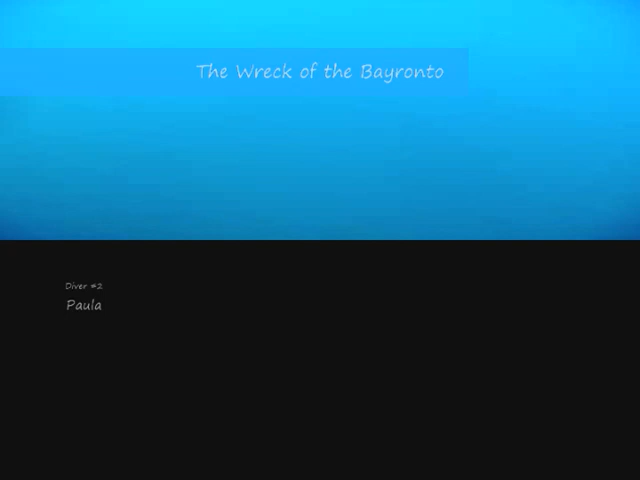 The Wreck of the Bayronto
Diver #2
Paula